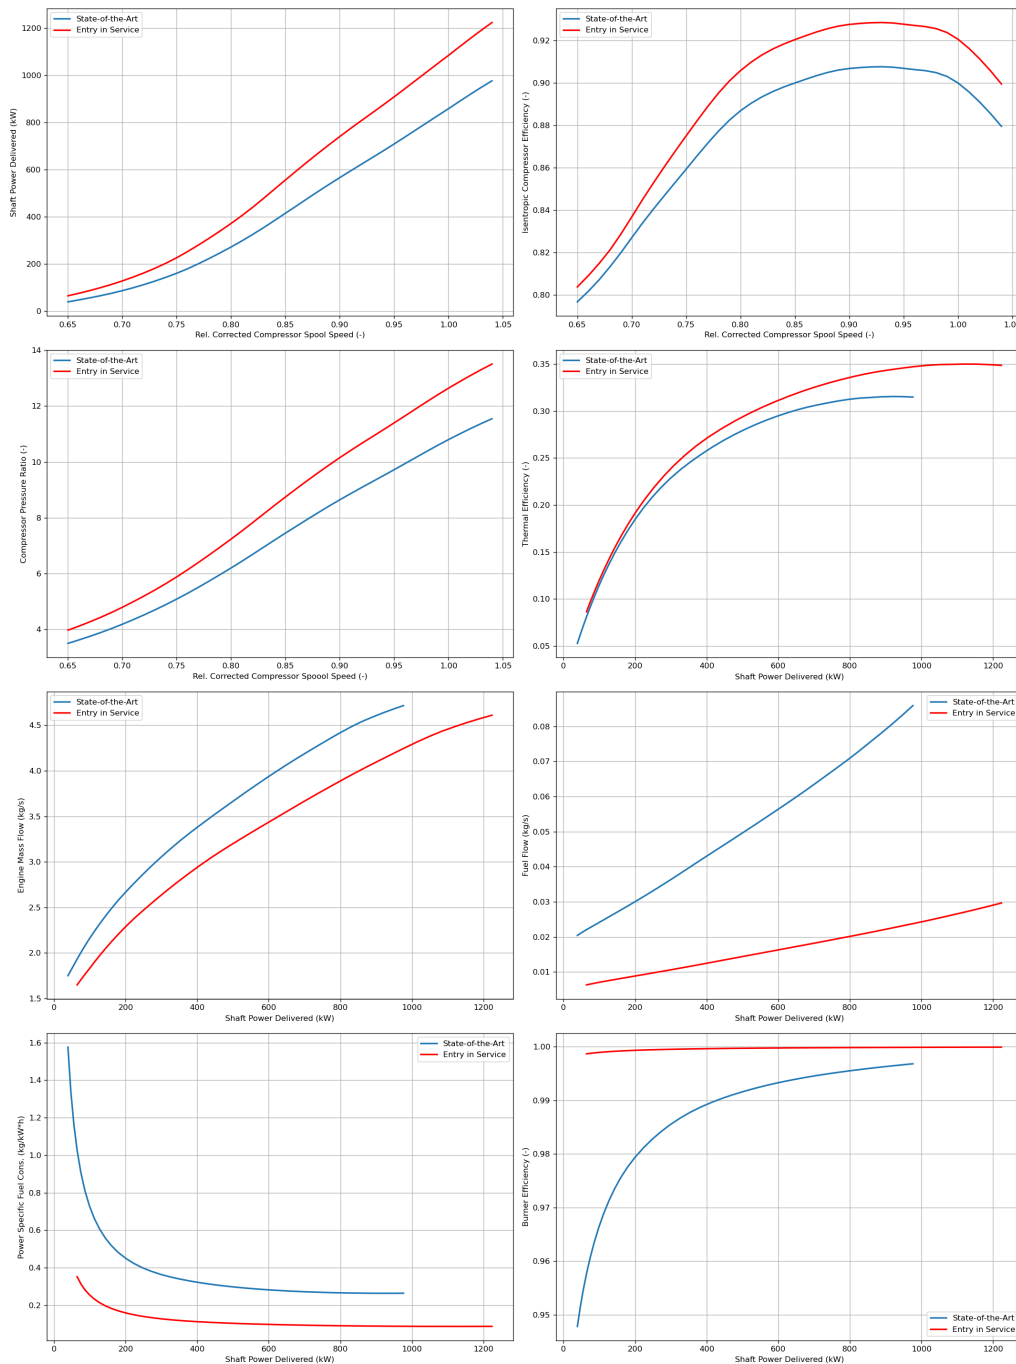 State-of-the-Art
Entry in Service
Shaft Power Delivered (kW)
1200
1000
800
600
400
200
0
0.65 0.70 0.75 0.80 0.85 0.90 0.95 1.00 1.05
Rel. Corrected Compressor Spool Speed (-)
State-of-the-Art
Entry in Service
Isentropic Compressor Efficiency (-)
0.92
0.90
0.88
0.86
0.84
0.82
0.80
0.65 0.70 0.75 0.80 0.85 0.90 0.95 1.00
Rel. Corrected Compressor Spool Speed (-)
State-of-the-Art
Entry in Service
Compressor Pressure Ratio (-)
14
12
10
8
6
4
0.65 0.70 0.75 0.80 0.85 0.90 0.95 1.00 1.05
Rel. Corrected Compressor Spoool Speed (-)
State-of-the-Art
Entry in Service
Thermal Efficiency (-)
0.35
0.30
0.25
0.20
0.15
0.10
0.05
0 200 400 600 800 1000 1200
Shaft Power Delivered (kW)
State-of-the-Art
Entry in Service
Engine Mass Flow (kg/s)
4.5
4.0
3.5
3.0
2.5
2.0
1.5
0 200 400 600 800 1000 1200
Shaft Power Delivered (kW)
State-of-the-Art
Entry in Service
Fuel Flow (kg/s)
0.08
0.07
0.06
0.05
0.04
0.03
0.02
0.01
0 200 400 600 800 1000 1200
Shaft Power Delivered (kW)
State-of-the-Art
Entry in Service
Power Specific Fuel Cons. (kg/kW*h)
1.6
1.4
1.2
1.0
0.8
0.6
0.4
0.2
0 200 400 600 800 1000 1200
Shaft Power Delivered (kW)
Burner Efficiency (-)
1.00
0.99
0.98
0.97
0.96
0.95
State-of-the-Art
Entry in Service
0 200 400 600 800 1000 1200
Shaft Power Delivered (kW)